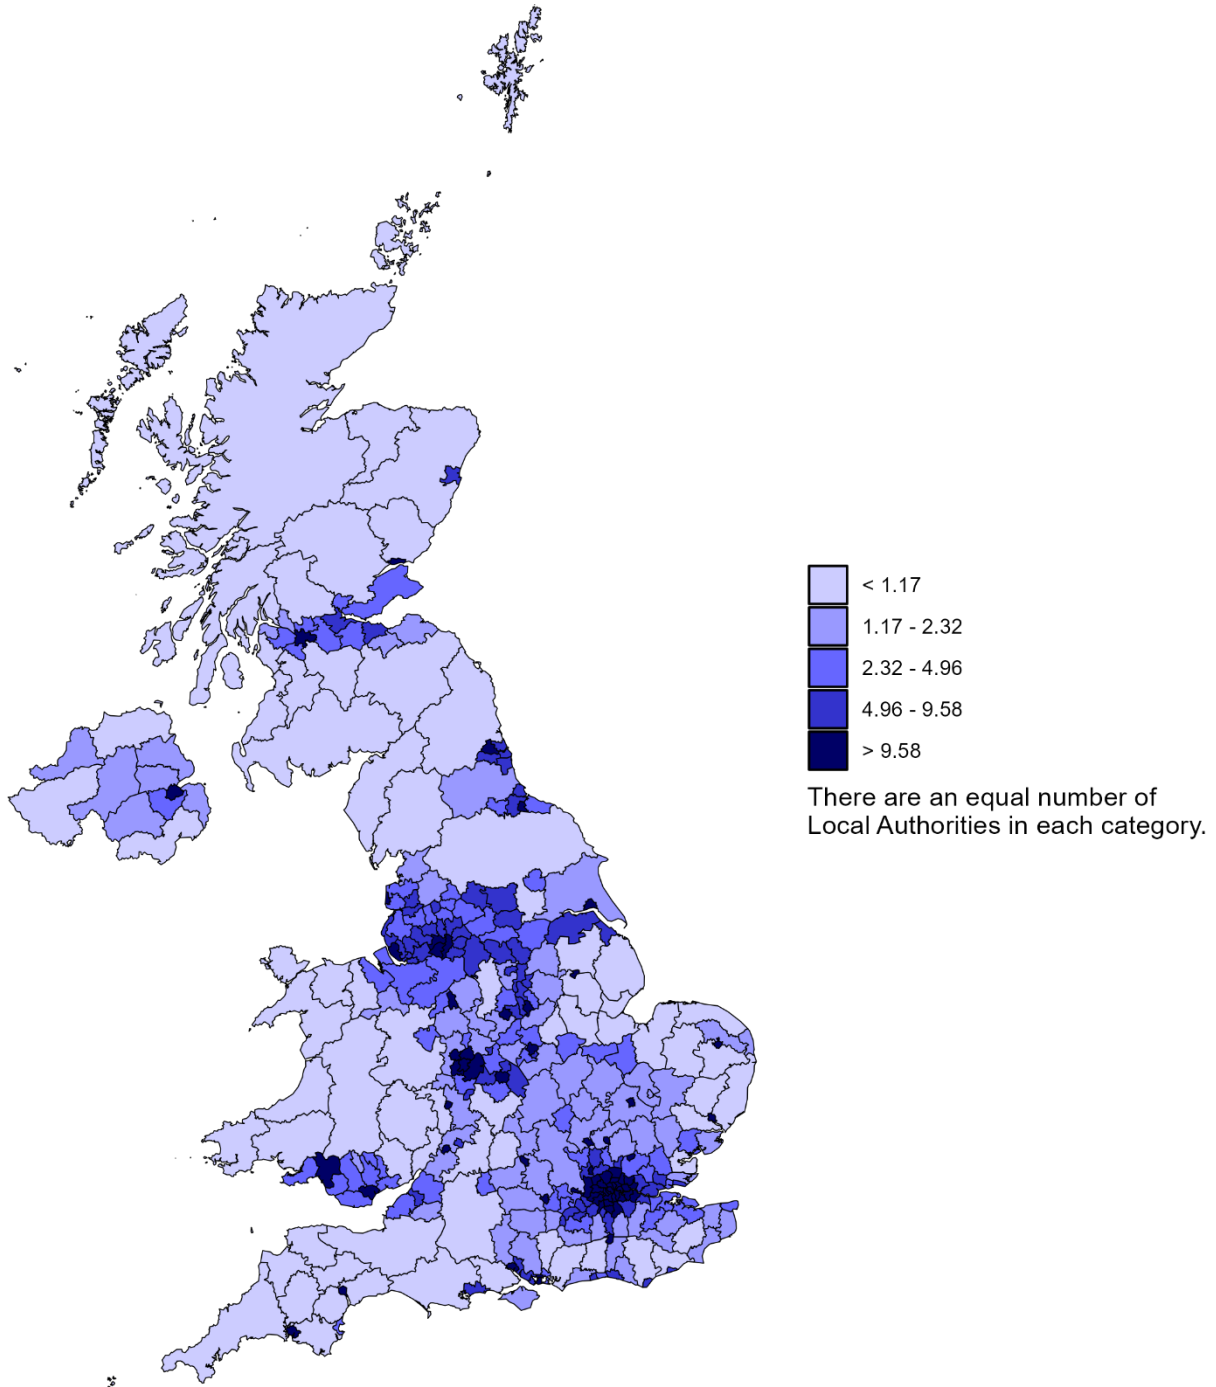 < 1.17
1.17 - 2.32
2.32 - 4.96
4.96 - 9.58
> 9.58
There are an equal number of
Local Authorities in each category.